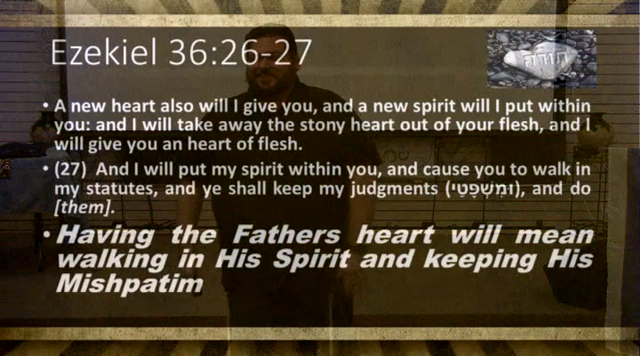 Ezekiel 36:26-27
• A new heart also will I give you, and a new spirit will I put within
you: and I will take away the stony heart out of your flesh, and I
will give you an heart of flesh.
• (27) And I will put my spirit within you, and cause you to walk in
my statutes, and ye shall keep my judgments (וּמִשְׁפָּטַי), and do
[them].
• Having the Fathers heart will mean
walking in His Spirit and keeping His
Mishpatim